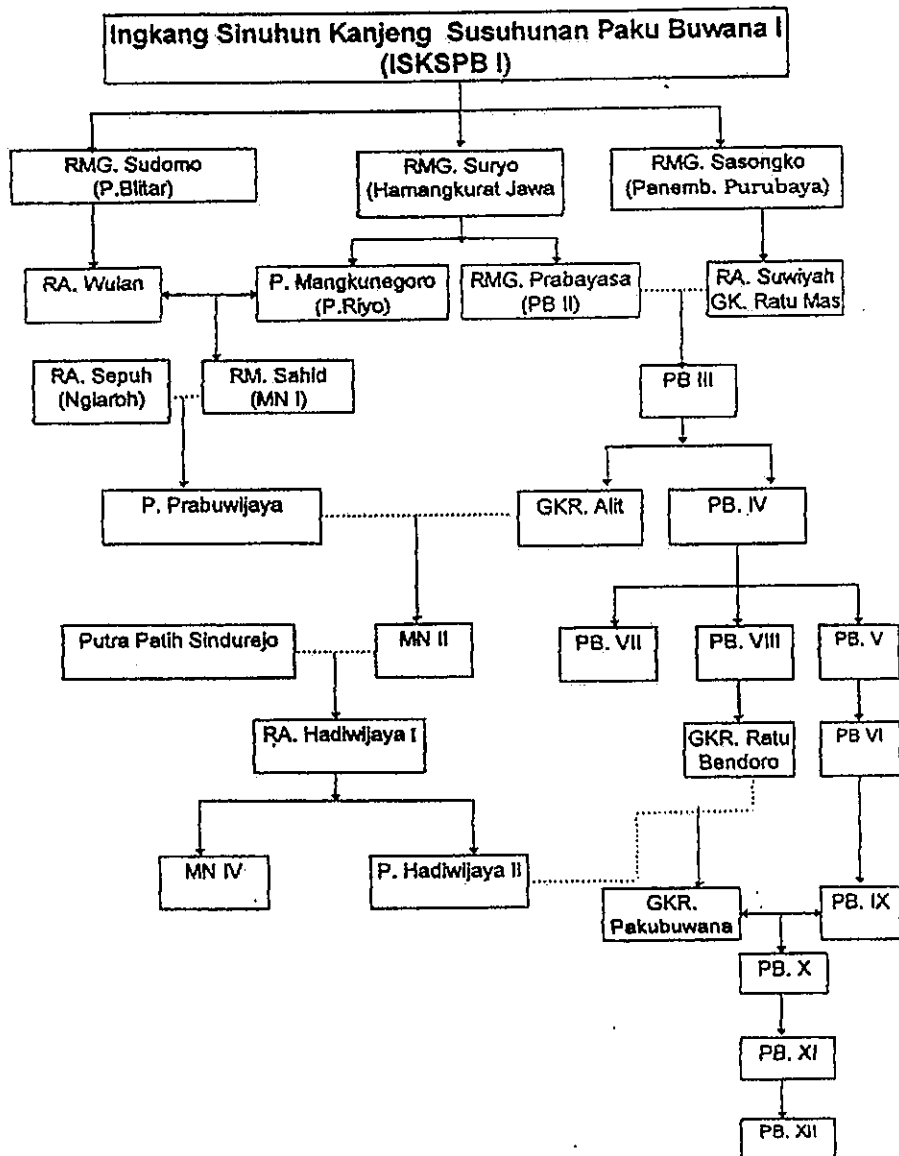 Ingkang Sinuhun Kanjeng Susuhunan Paku Buwana I
(ISKSPB I)
RMG. Sudomo
(P.Blitar)
RMG. Suryo
(Hamangkurat Jawa
RMG. Sasongko
(Panemb. Purubaya)
RA. Wulan
P. Mangkunegoro
(P.Riyo)
RMG. Prabayasa
(PB II)
RA. Suwiyah
GK. Ratu Mas
RA. Sepuh
(Nglaroh)
RM. Sahid
(MN I)
PB III
P. Prabuwijaya
GKR. Alit
PB. IV
Putra Patih Sindurejo
MN II
PB. VII
PB. VIII
PB. V
RA. Hadiwijaya I
GKR. Ratu
Bendoro
PB VI
MN IV
P. Hadiwijaya II
GKR.
Pakubuwana
PB. IX
PB. X
PB. XI
PB. XII